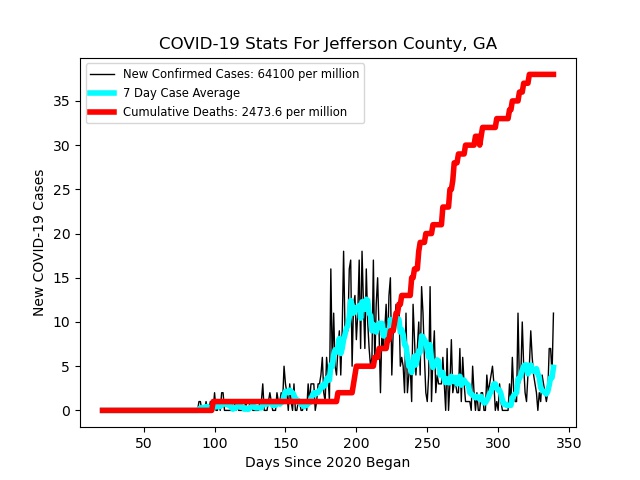 COVID-19 Stats For Jefferson County, GA
New Confirmed Cases: 64100 per million
7 Day Case Average
Cumulative Deaths: 2473.6 per million
New COVID-19 Cases
35
30
25
20
15
10
5
0
50
100
150
200
250
300
350
Days Since 2020 Began